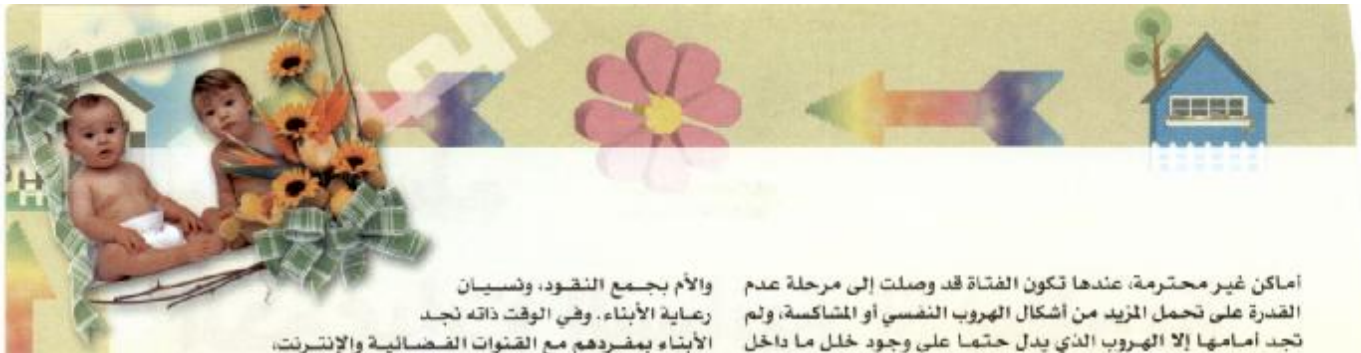 أماكن غير محترمة، عندها تكون الفتاة قد وصلت إلى مرحلة عدم
القدرة على تحمل المزيد من أشكال الهروب النفسي أو المشاكسة، ولم
تجد أمامها إلا الهروب الذي يدل حتما على وجود خلل ما داخل
والأم بجمع النقود، ونسيان
رعاية الأبناء. وفي الوقت ذاته نجد
الأبناء بمفردهم مع القنوات الفضائية والإنترنت،